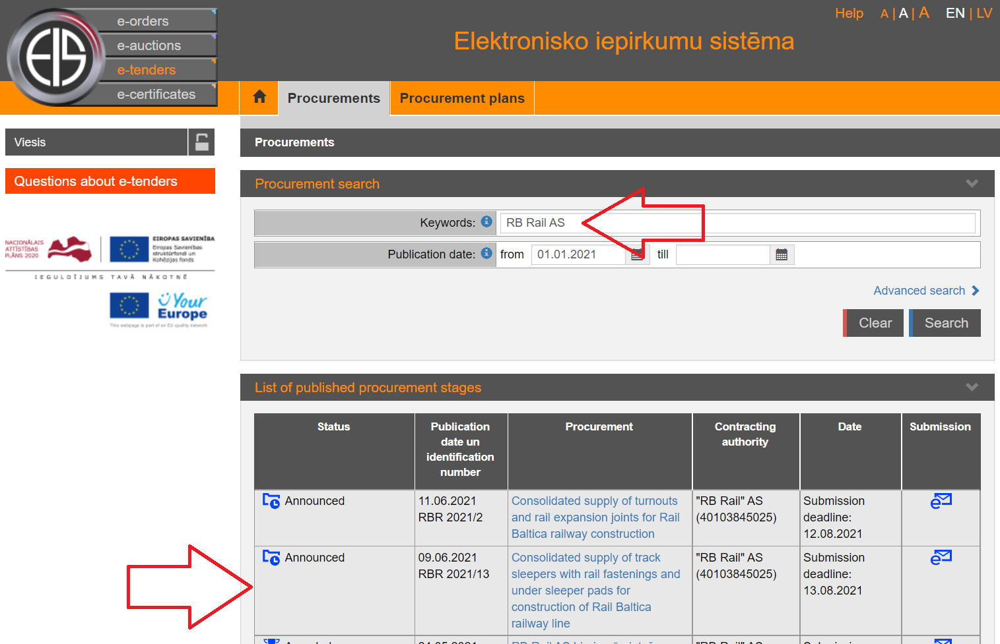 EIS
e-orders
e-auctions
e-tenders
e-certificates
Help A | A | A EN | LV
Elektronisko iepirkumu sistēma
Procurements Procurement plans
Viesis
Questions about e-tenders
NACIONĀLAIS
ATTĪSTĪBAS
PLĀNS 2020
EIROPAS SAVIENĪBA
Eiropas Savienības
struktūrfondi un
Kohēzijas fonds
IEGULDĪJUMS TAVĀ NĀKOTNĒ
Your
Europe
This webpage is part of an EU quality network
Procurements
Procurement search
Keywords: RB Rail AS
Publication date: from 01.01.2021 till
Advanced search
Clear Search
List of published procurement stages
Status
Publication
date un
identification
number
Procurement
Contracting
authority
Date
Submission
Announced
11.06.2021
RBR 2021/2
Consolidated supply of turnouts
and rail expansion joints for Rail
Baltica railway construction
"RB Rail" AS
(40103845025)
Submission
deadline:
12.08.2021
Announced
09.06.2021
RBR 2021/13
Consolidated supply of track
sleepers with rail fastenings and
under sleeper pads for
construction of Rail Baltica
railway line
"RB Rail" AS
(40103845025)
Submission
deadline:
13.08.2021